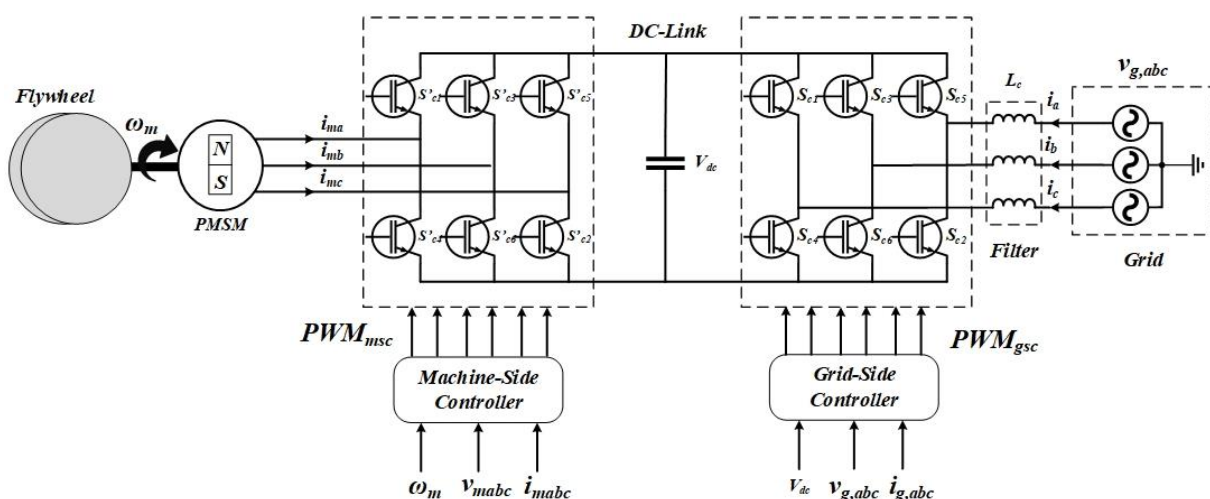 DC-Link
Flywheel
ω_m
N
S
PMSM
i_ma
i_mb
i_mc
S'_c1 S'_c3 S'_c5
S'_c4 S'_c6 S'_c2
V_dc
S_c1 S_c3 S_c5
S_c4 S_c6 S_c2
L_c
Filter
i_a
i_b
i_c
v_g,abc
Grid
PWM_msc
PWM_gsc
Machine-Side
Controller
Grid-Side
Controller
ω_m v_mabc i_mabc
V_dc v_g,abc i_g,abc